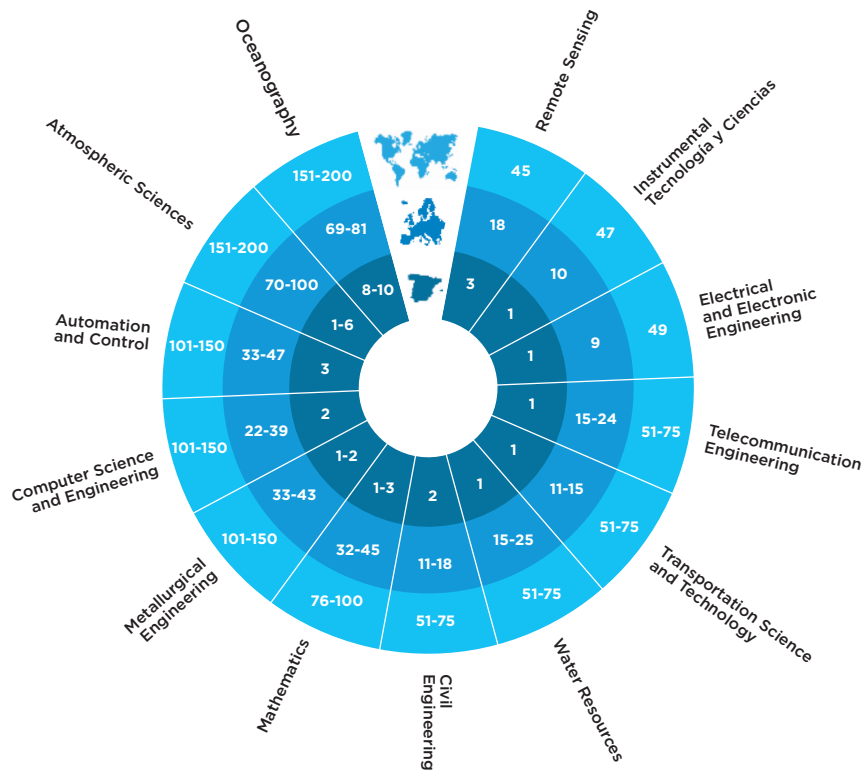 Remote Sensing
45
18
3
Instrumental
Tecnología y Ciencias
47
10
1
Electrical
and Electronic
Engineering
49
9
1
Telecommunication
Engineering
51-75
15-24
1
Transportation Science
and Technology
51-75
11-15
1
Water Resources
51-75
15-25
1
Civil
Engineering
51-75
11-18
2
Mathematics
76-100
32-45
1-3
Metallurgical
Engineering
101-150
33-43
1-2
Computer Science
and Engineering
101-150
22-39
2
Automation
and Control
101-150
33-47
3
Atmospheric Sciences
151-200
70-100
1-6
Oceanography
151-200
69-81
8-10